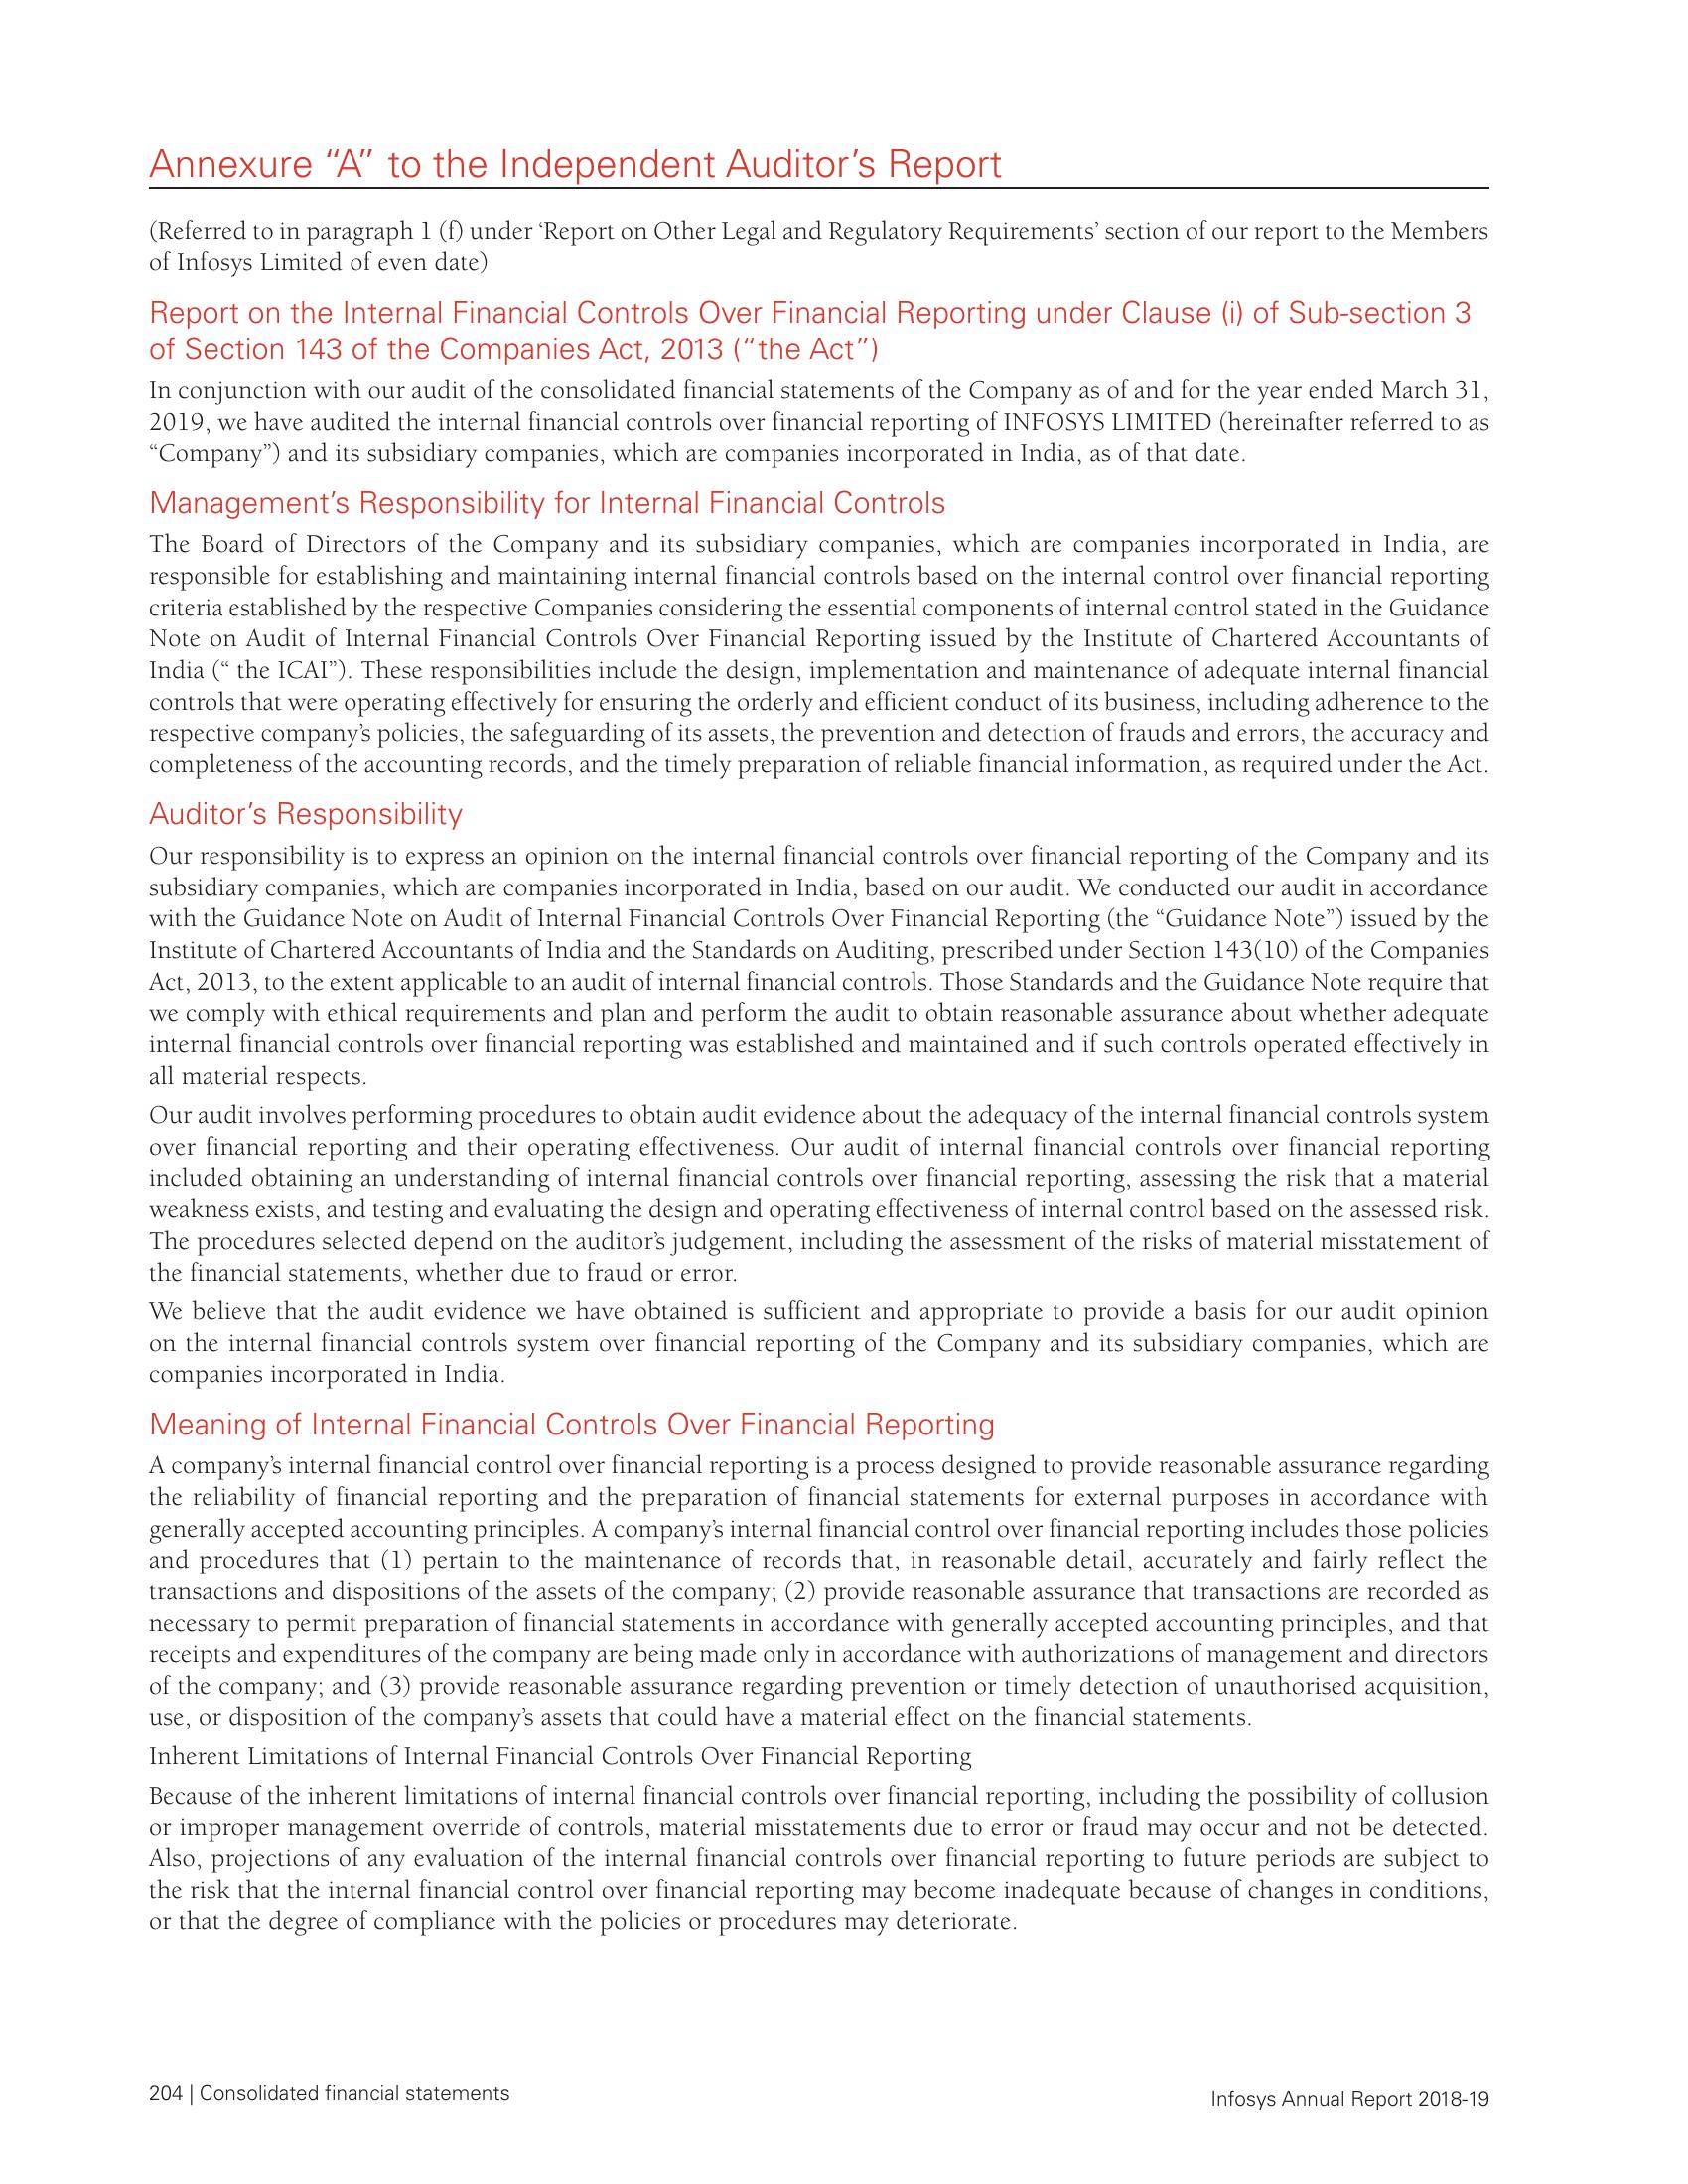 Annexure “A” to the Independent Auditor’s Report
(Referred to in paragraph 1 (f) under ‘Report on Other Legal and Regulatory Requirements’ section of our report to the Members
of Infosys Limited of even date)
Report on the Internal Financial Controls Over Financial Reporting under Clause (i) of Sub-section 3
of Section 143 of the Companies Act, 2013 (“the Act”)
In conjunction with our audit of the consolidated financial statements of the Company as of and for the year ended March 31,
2019, we have audited the internal financial controls over financial reporting of INFOSYS LIMITED (hereinafter referred to as
“Company”) and its subsidiary companies, which are companies incorporated in India, as of that date.
Management’s Responsibility for Internal Financial Controls
The Board of Directors of the Company and its subsidiary companies, which are companies incorporated in India, are
responsible for establishing and maintaining internal financial controls based on the internal control over financial reporting
criteria established by the respective Companies considering the essential components of internal control stated in the Guidance
Note on Audit of Internal Financial Controls Over Financial Reporting issued by the Institute of Chartered Accountants of
India (“ the ICAI”). These responsibilities include the design, implementation and maintenance of adequate internal financial
controls that were operating effectively for ensuring the orderly and efficient conduct of its business, including adherence to the
respective company’s policies, the safeguarding of its assets, the prevention and detection of frauds and errors, the accuracy and
completeness of the accounting records, and the timely preparation of reliable financial information, as required under the Act.
Auditor’s Responsibility
Our responsibility is to express an opinion on the internal financial controls over financial reporting of the Company and its
subsidiary companies, which are companies incorporated in India, based on our audit. We conducted our audit in accordance
with the Guidance Note on Audit of Internal Financial Controls Over Financial Reporting (the “Guidance Note”) issued by the
Institute of Chartered Accountants of India and the Standards on Auditing, prescribed under Section 143(10) of the Companies
Act, 2013, to the extent applicable to an audit of internal financial controls. Those Standards and the Guidance Note require that
we comply with ethical requirements and plan and perform the audit to obtain reasonable assurance about whether adequate
internal financial controls over financial reporting was established and maintained and if such controls operated effectively in
all material respects.
Our audit involves performing procedures to obtain audit evidence about the adequacy of the internal financial controls system
over financial reporting and their operating effectiveness. Our audit of internal financial controls over financial reporting
included obtaining an understanding of internal financial controls over financial reporting, assessing the risk that a material
weakness exists, and testing and evaluating the design and operating effectiveness of internal control based on the assessed risk.
The procedures selected depend on the auditor’s judgement, including the assessment of the risks of material misstatement of
the financial statements, whether due to fraud or error.
We believe that the audit evidence we have obtained is sufficient and appropriate to provide a basis for our audit opinion
on the internal financial controls system over financial reporting of the Company and its subsidiary companies, which are
companies incorporated in India.
Meaning of Internal Financial Controls Over Financial Reporting
A company’s internal financial control over financial reporting is a process designed to provide reasonable assurance regarding
the reliability of financial reporting and the preparation of financial statements for external purposes in accordance with
generally accepted accounting principles. A company’s internal financial control over financial reporting includes those policies
and procedures that (1) pertain to the maintenance of records that, in reasonable detail, accurately and fairly reflect the
transactions and dispositions of the assets of the company; (2) provide reasonable assurance that transactions are recorded as
necessary to permit preparation of financial statements in accordance with generally accepted accounting principles, and that
receipts and expenditures of the company are being made only in accordance with authorizations of management and directors
of the company; and (3) provide reasonable assurance regarding prevention or timely detection of unauthorised acquisition,
use, or disposition of the company’s assets that could have a material effect on the financial statements.
Inherent Limitations of Internal Financial Controls Over Financial Reporting
Because of the inherent limitations of internal financial controls over financial reporting, including the possibility of collusion
or improper management override of controls, material misstatements due to error or fraud may occur and not be detected.
Also, projections of any evaluation of the internal financial controls over financial reporting to future periods are subject to
the risk that the internal financial control over financial reporting may become inadequate because of changes in conditions,
or that the degree of compliance with the policies or procedures may deteriorate.
204 | Consolidated financial statements
Infosys Annual Report 2018-19